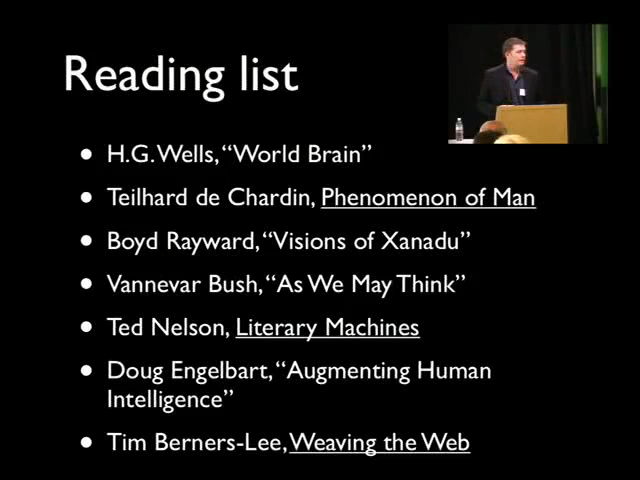 Reading list
• H.G. Wells, “World Brain”
• Teilhard de Chardin, Phenomenon of Man
• Boyd Rayward, “Visions of Xanadu”
• Vannevar Bush, “As We May Think”
• Ted Nelson, Literary Machines
• Doug Engelbart, “Augmenting Human
Intelligence”
• Tim Berners-Lee, Weaving the Web